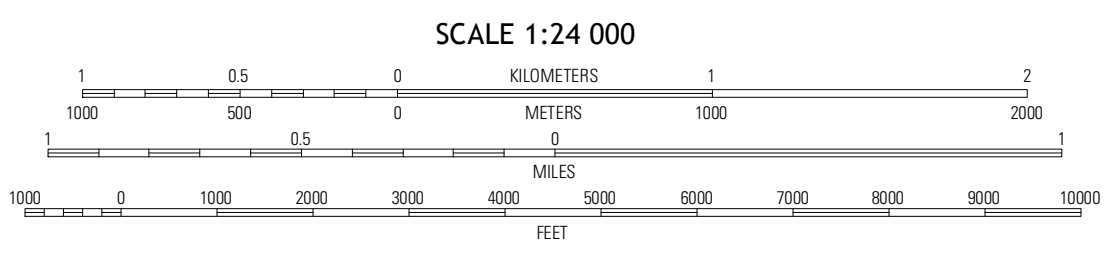 SCALE 1:24 000
1 0.5 0 KILOMETERS 1 2
1000 500 0 METERS 1000 2000
1 0.5 0 1
MILES
1000 0 1000 2000 3000 4000 5000 6000 7000 8000 9000 10000
FEET